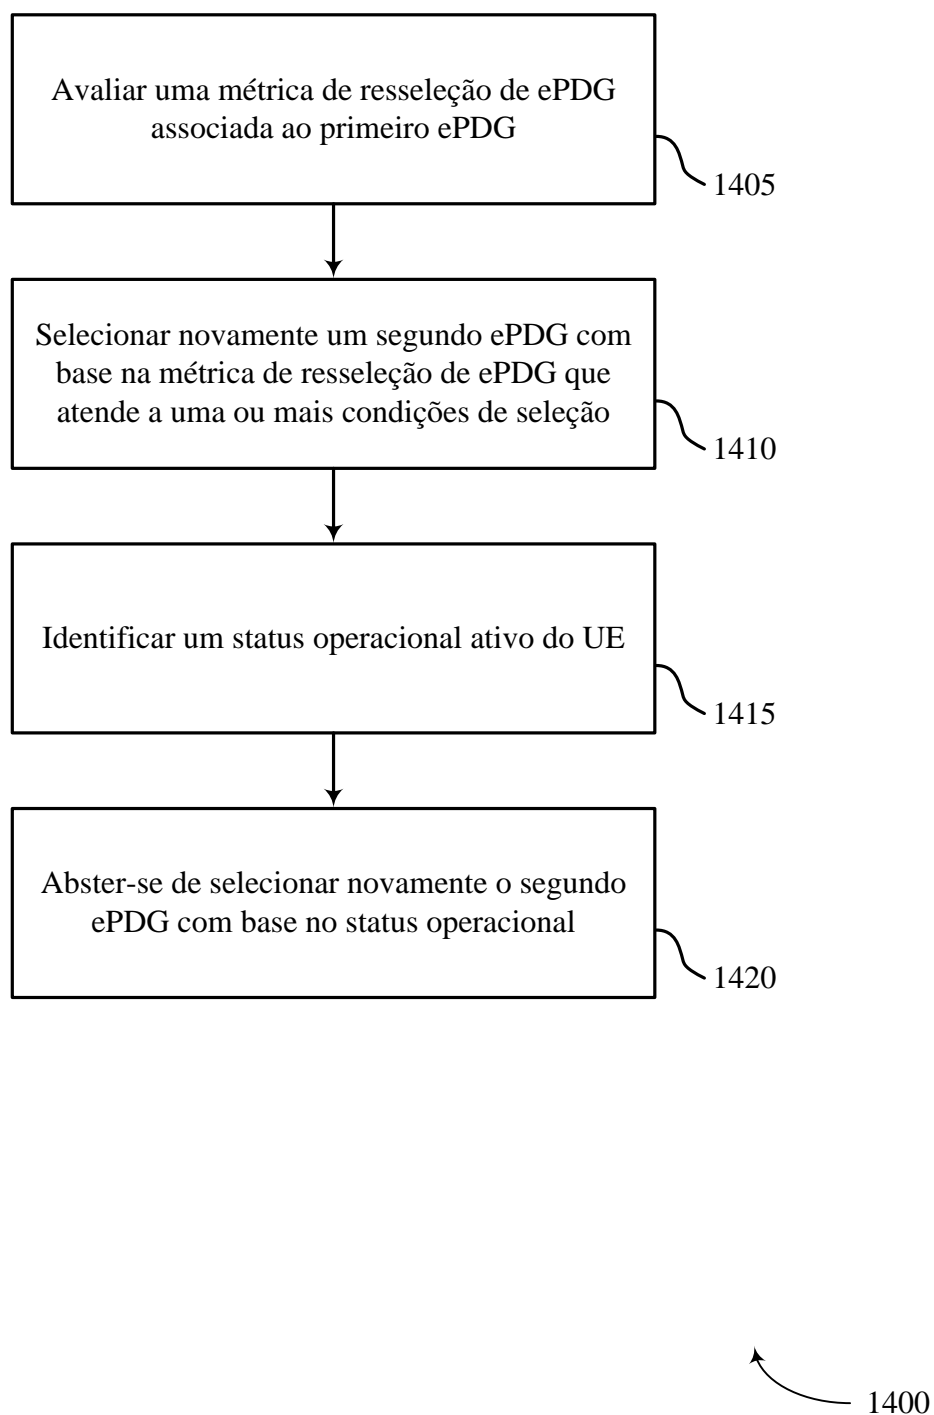 Avaliar uma métrica de resseleção de ePDG
associada ao primeiro ePDG
1405
Selecionar novamente um segundo ePDG com
base na métrica de resseleção de ePDG que
atende a uma ou mais condições de seleção
1410
Identificar um status operacional ativo do UE
1415
Abster-se de selecionar novamente o segundo
ePDG com base no status operacional
1420
1400